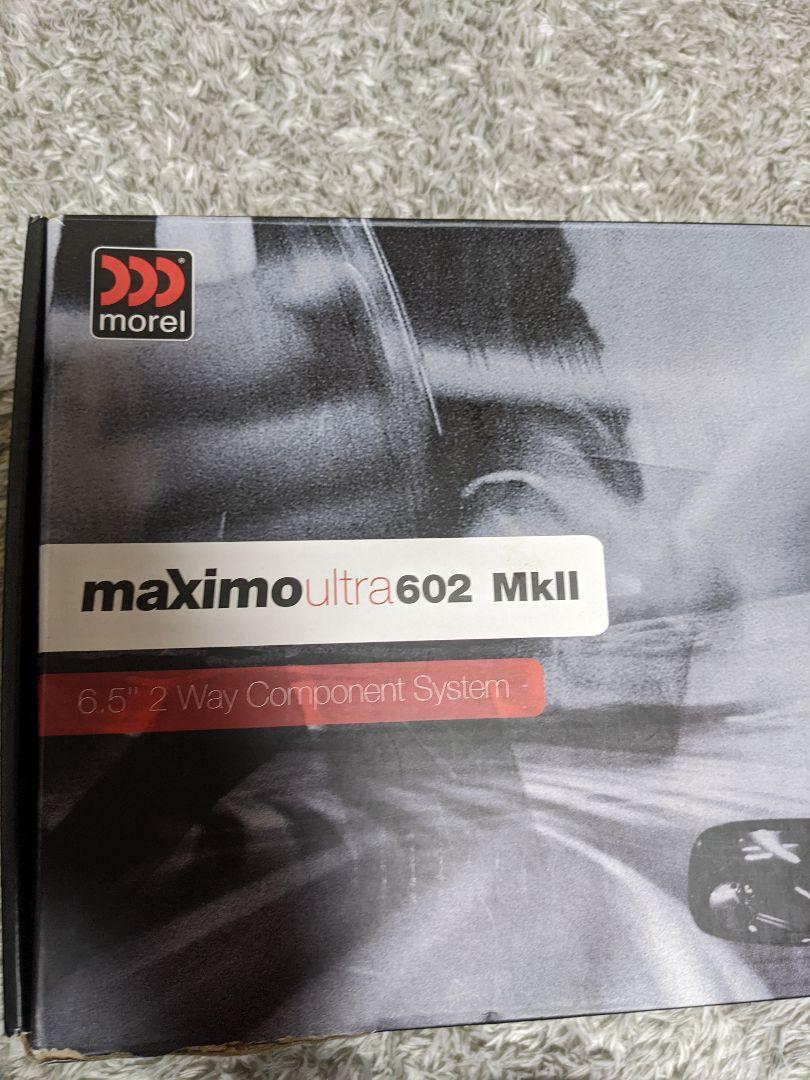 morel®
maximoultra602 MkII
6.5" 2 Way Component System